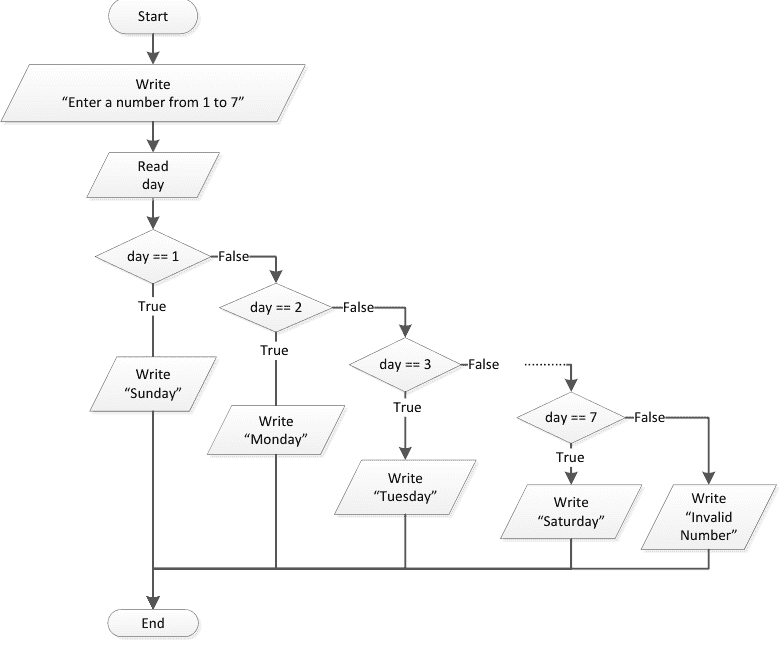 Start
Write
“Enter a number from 1 to 7”
Read
day
day == 1
False
True
Write
“Sunday”
day == 2
False
True
Write
“Monday”
day == 3
False
True
Write
“Tuesday”
day == 7
False
True
Write
“Saturday”
Write
“Invalid
Number”
End